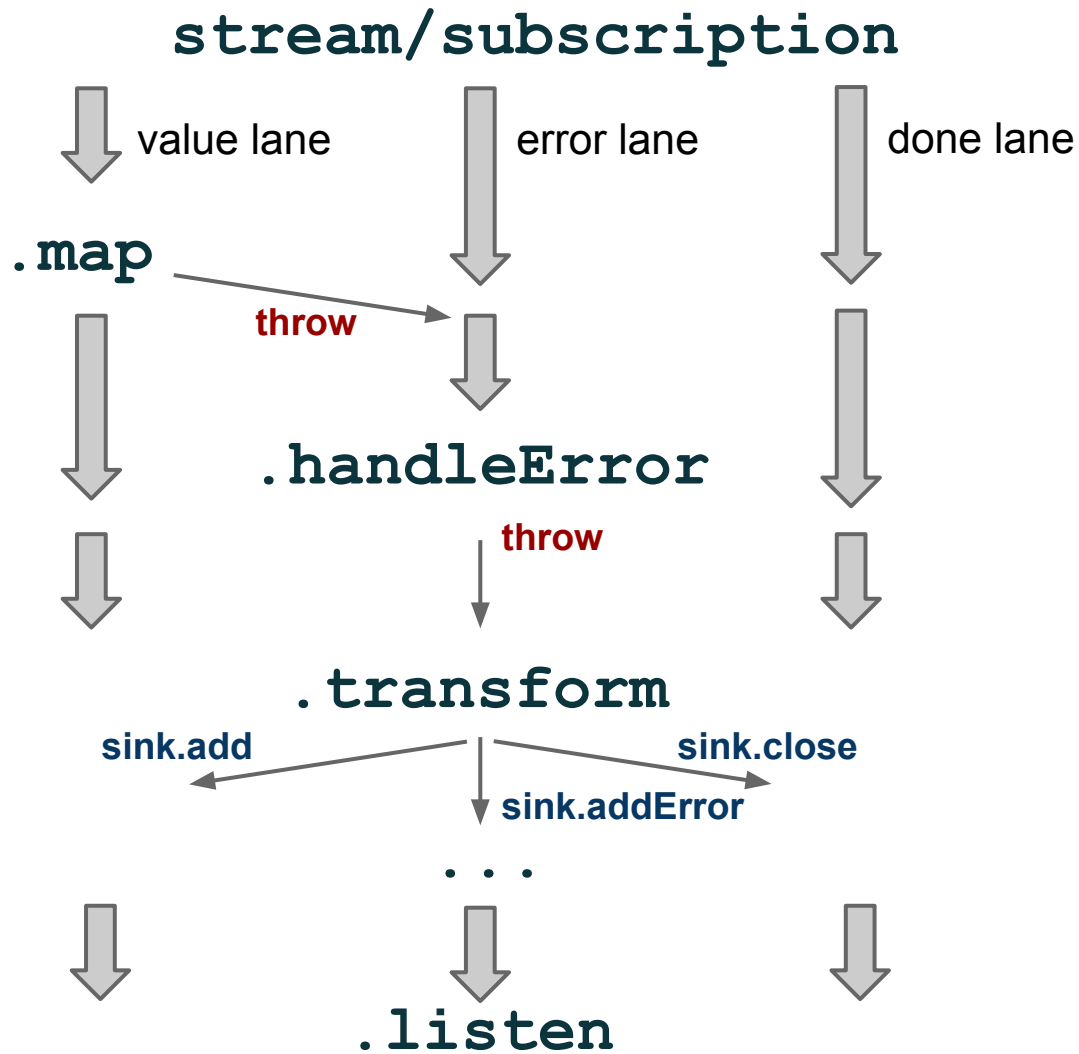 stream/subscription
value lane
error lane
done lane
.map
throw
.handleError
throw
.transform
sink.add
sink.close
sink.addError
...
.listen